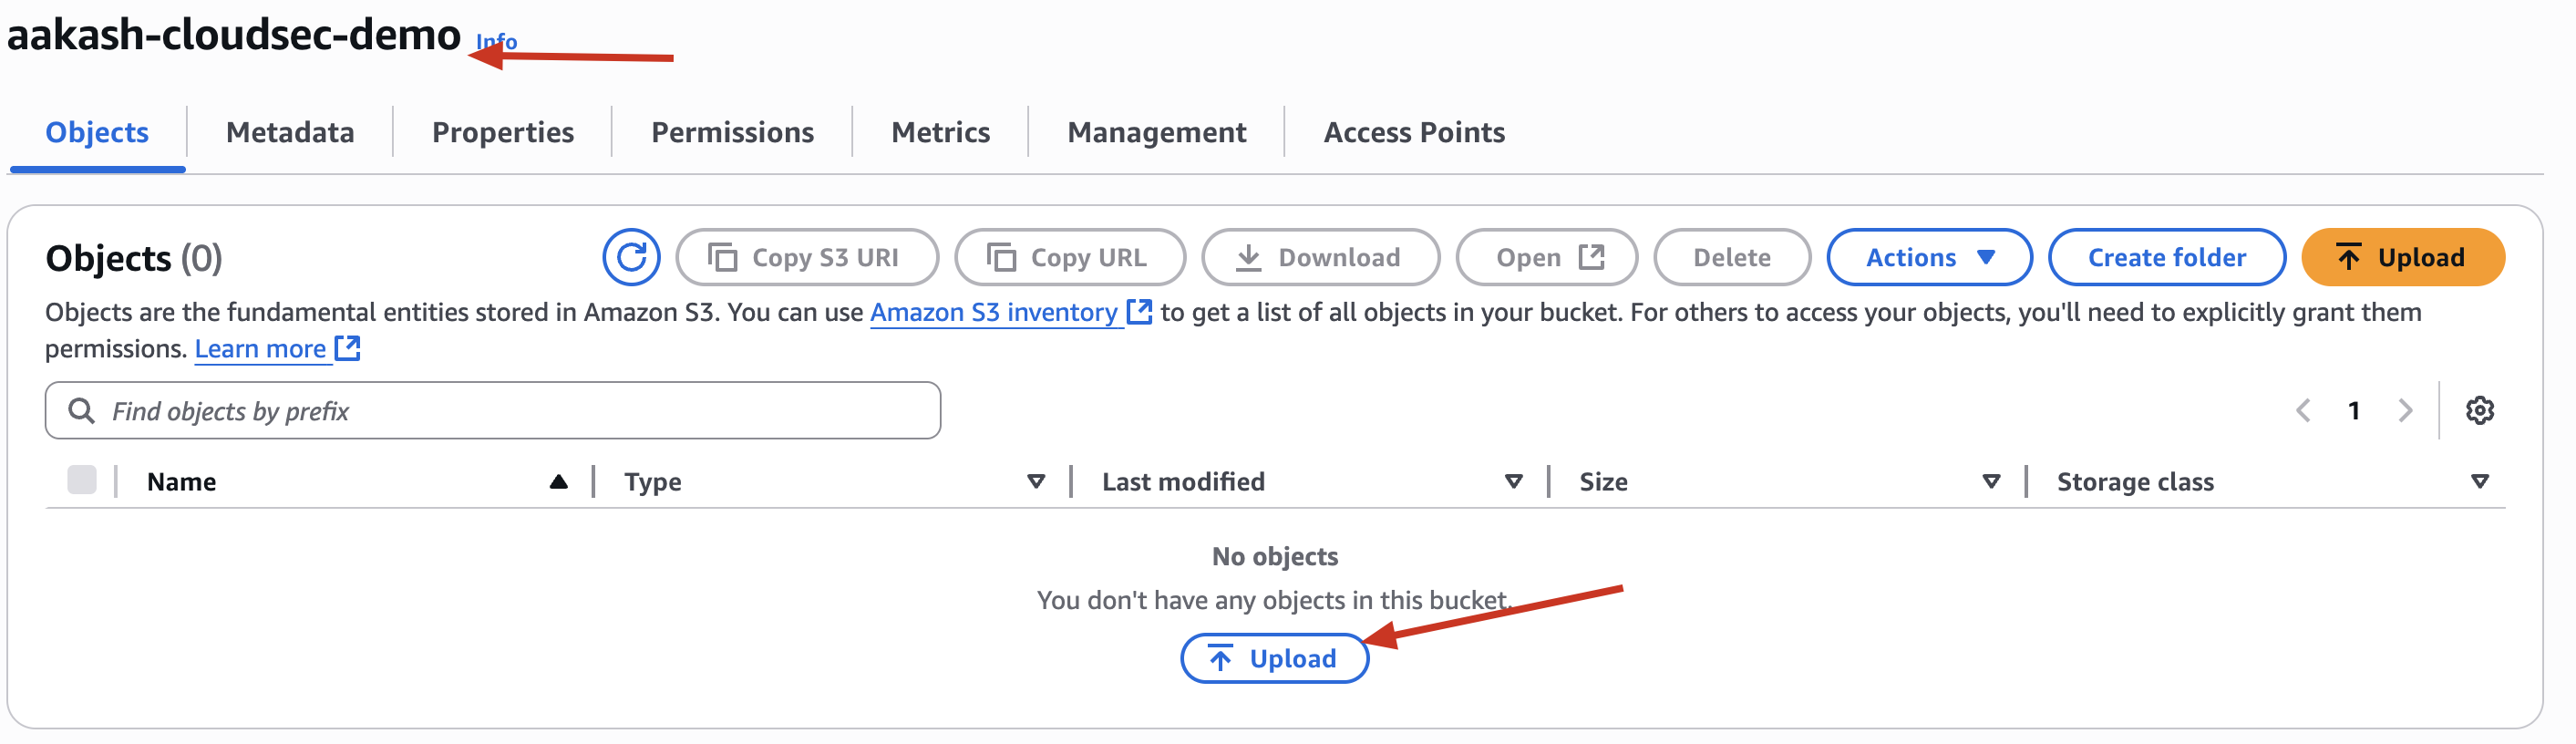 aakash-cloudsec-demo Info
Objects Metadata Properties Permissions Metrics Management Access Points
Objects (0) Copy S3 URI Copy URL Download Open Delete Actions Create folder Upload
Objects are the fundamental entities stored in Amazon S3. You can use Amazon S3 inventory to get a list of all objects in your bucket. For others to access your objects, you'll need to explicitly grant them
permissions. Learn more
Find objects by prefix 1
Name Type Last modified Size Storage class
No objects
You don't have any objects in this bucket.
Upload